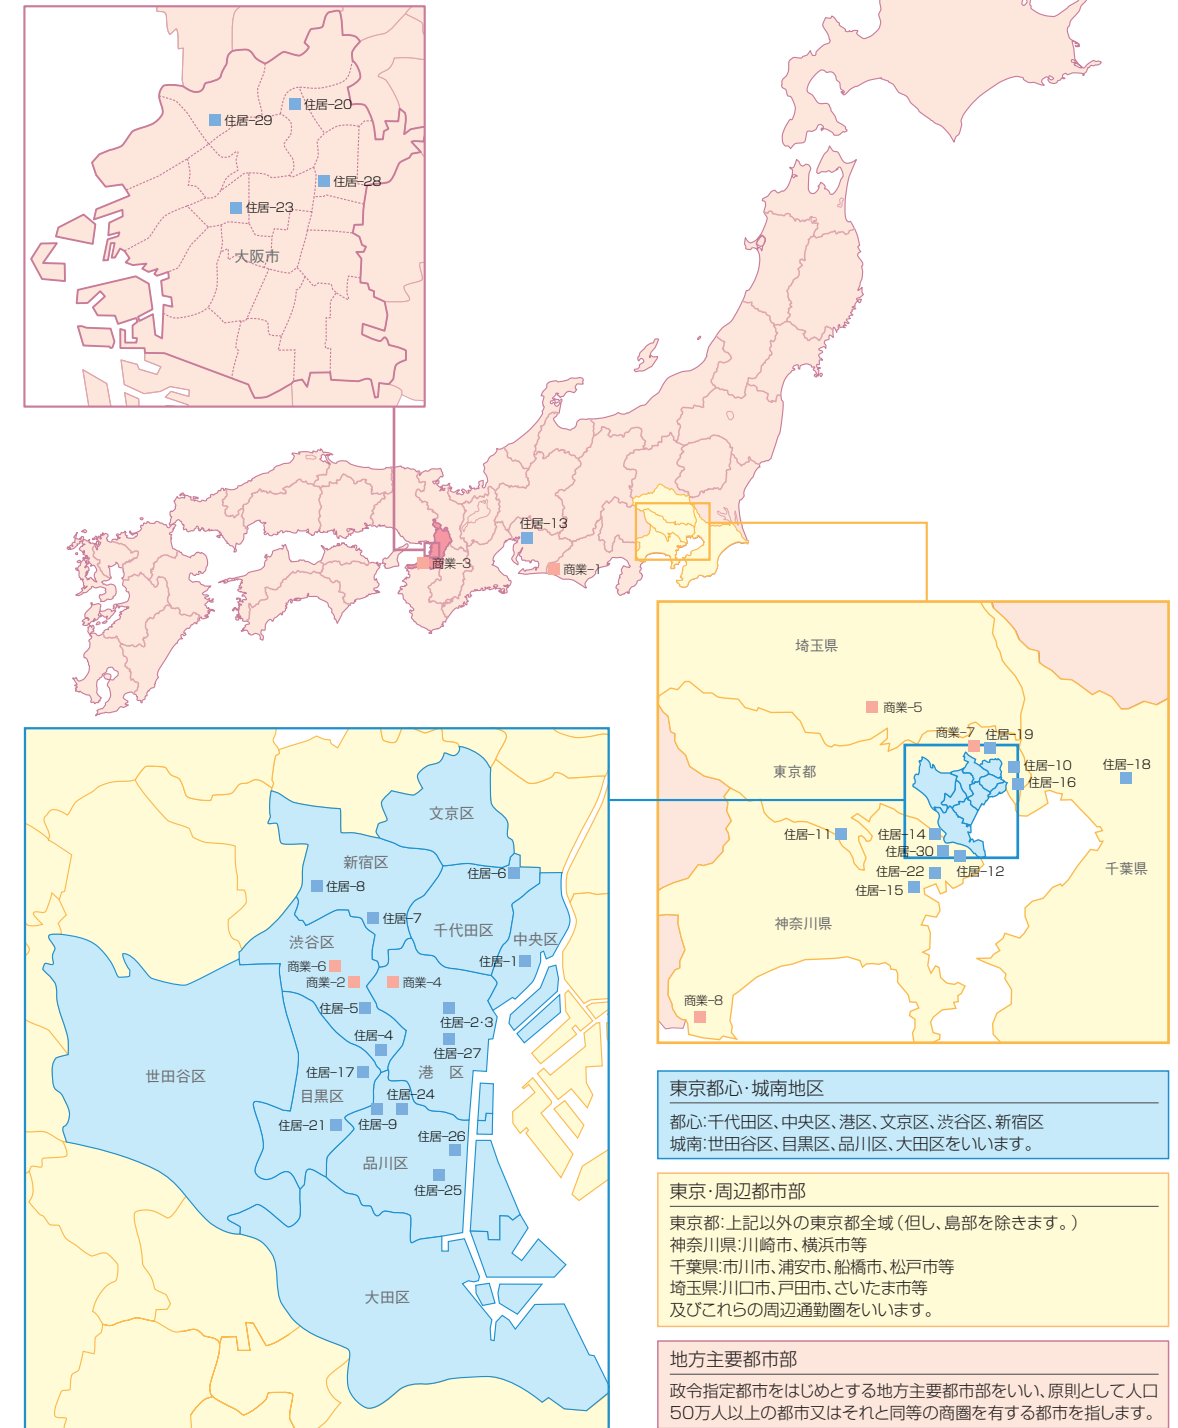 住居–20
住居–29
住居–28
住居–23
大阪市
住居–13
商業–3
商業–1
埼玉県
商業–5
商業–7
住居–19
東京都
住居–10
住居–18
住居–16
住居–11
住居–14
住居–30
住居–22
住居–12
住居–15
千葉県
神奈川県
商業–8
文京区
新宿区
住居–6
住居–8
住居–7
千代田区
中央区
渋谷区
住居–1
商業–6
商業–2
商業–4
住居–5
住居–2·3
住居–4
住居–27
世田谷区
住居–17
港 区
目黒区
住居–24
住居–21
住居–9
住居–26
品川区
住居–25
大田区
東京都心·城南地区
都心:千代田区、中央区、港区、文京区、渋谷区、新宿区
城南:世田谷区、目黒区、品川区、大田区をいいます。
東京·周辺都市部
東京都:上記以外の東京都全域(但し、島部を除きます。)
神奈川県:川崎市、横浜市等
千葉県:市川市、浦安市、船橋市、松戸市等
埼玉県:川口市、戸田市、さいたま市等
及びこれらの周辺通勤圏をいいます。
地方主要都市部
政令指定都市をはじめとする地方主要都市部をいい、原則として人口
50万人以上の都市又はそれと同等の商圏を有する都市を指します。